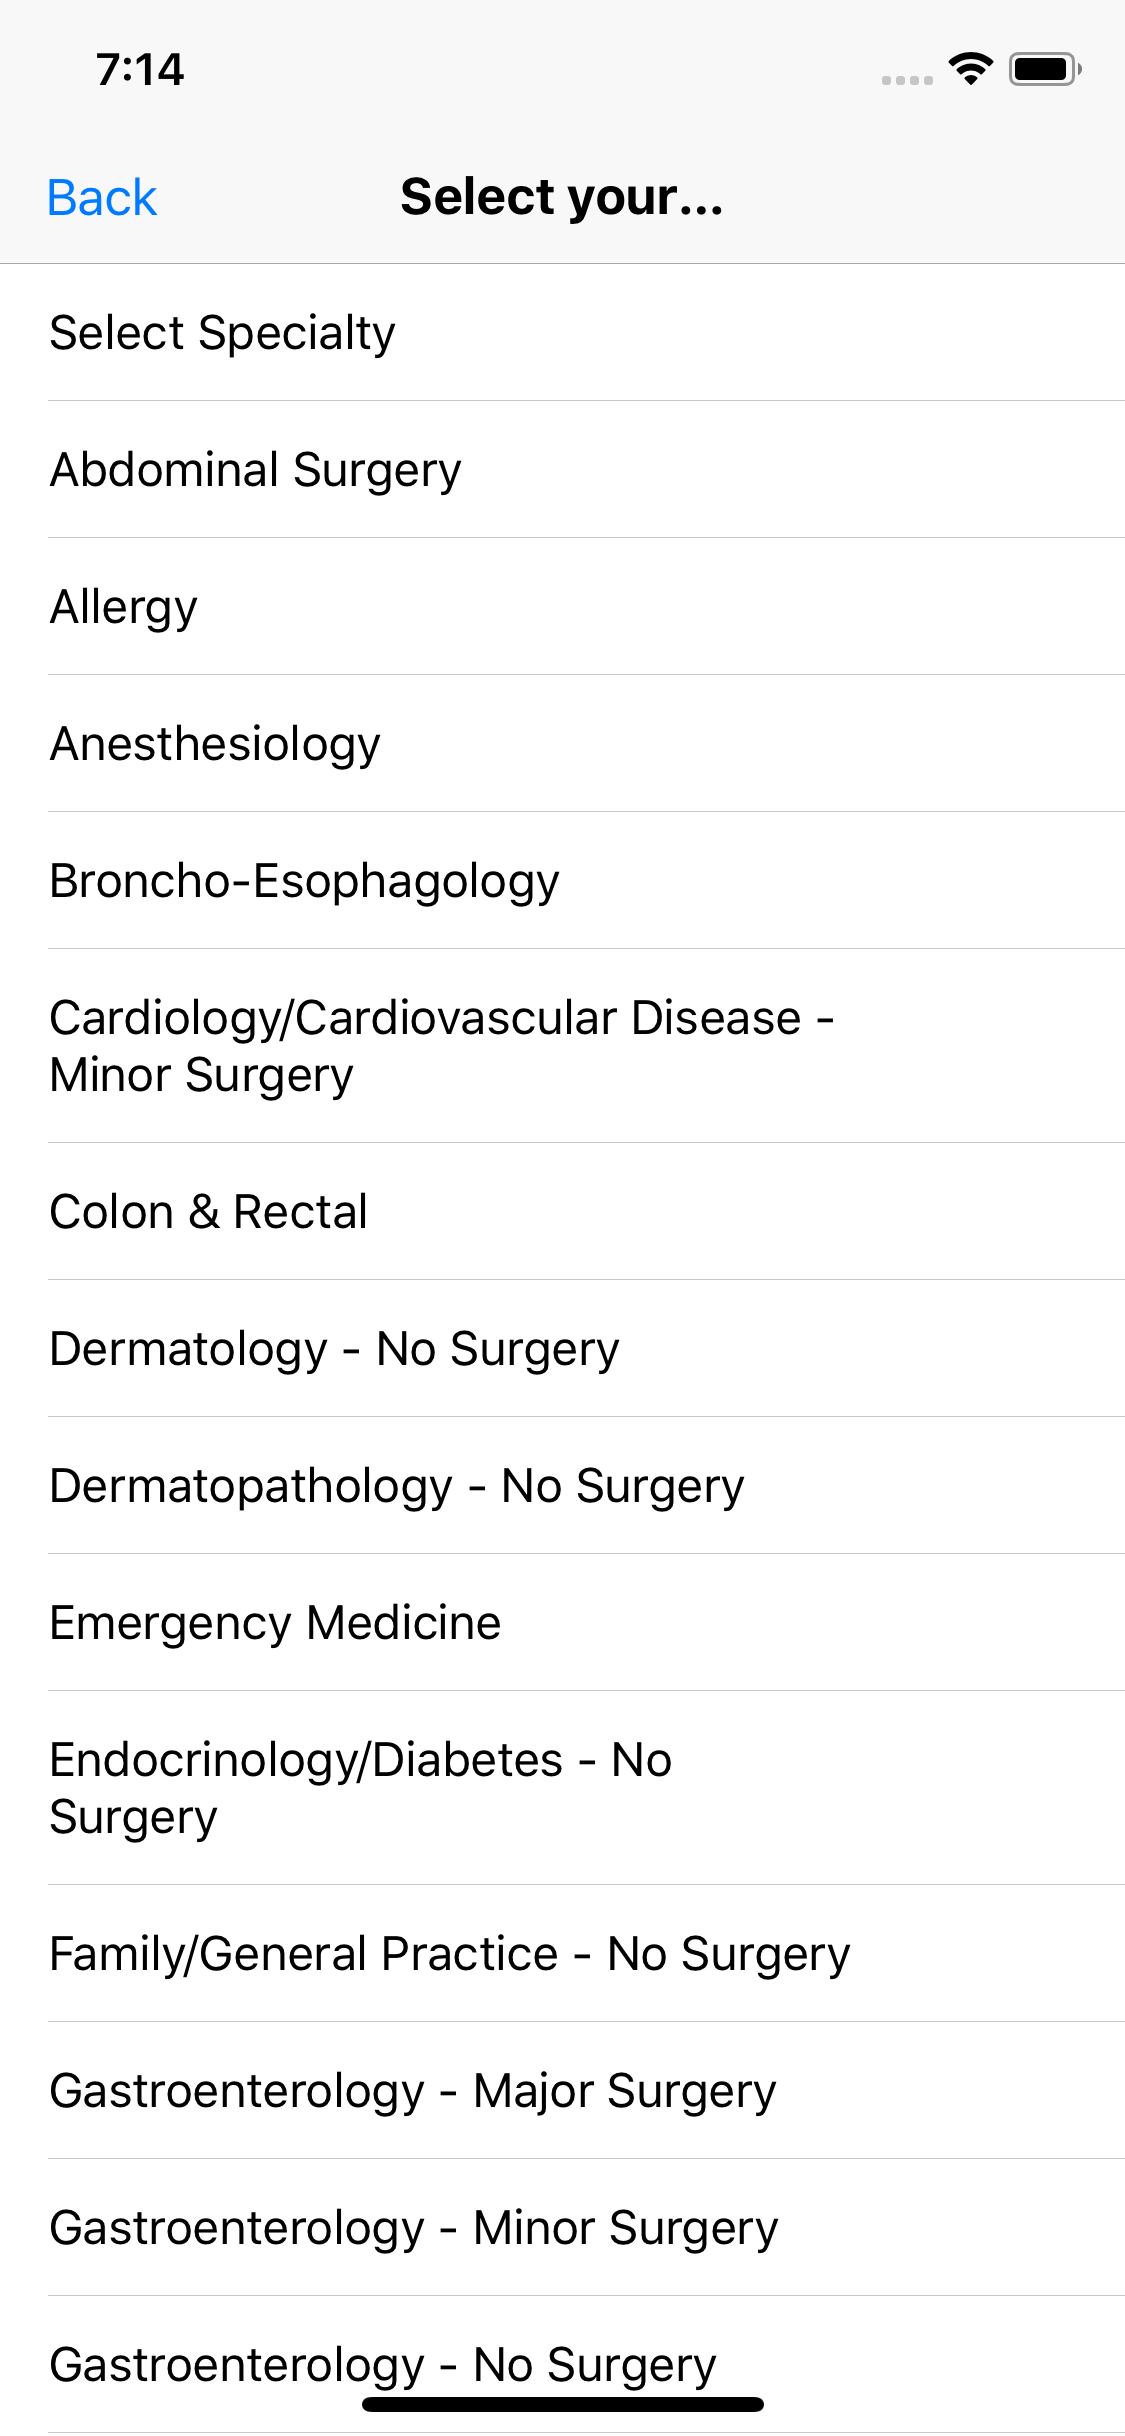 7:14
Back
Select your...
Select Specialty
Abdominal Surgery
Allergy
Anesthesiology
Broncho-Esophagology
Cardiology/Cardiovascular Disease -
Minor Surgery
Colon & Rectal
Dermatology - No Surgery
Dermatopathology - No Surgery
Emergency Medicine
Endocrinology/Diabetes - No
Surgery
Family/General Practice - No Surgery
Gastroenterology - Major Surgery
Gastroenterology - Minor Surgery
Gastroenterology - No Surgery